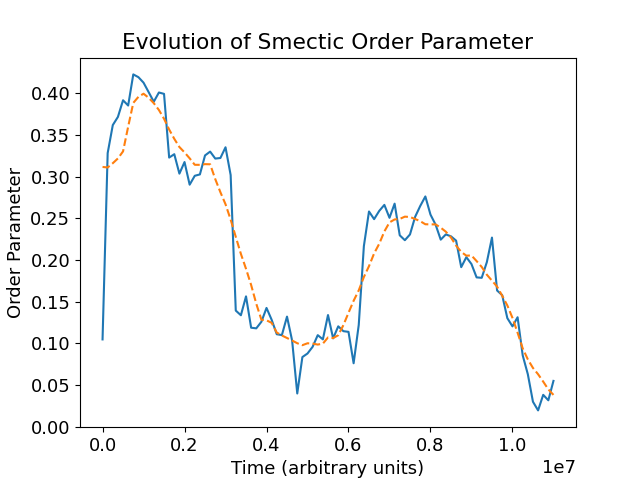 Evolution of Smectic Order Parameter
Order Parameter
0.40
0.35
0.30
0.25
0.20
0.15
0.10
0.05
0.00
0.0 0.2 0.4 0.6 0.8 1.0
1e7
Time (arbitrary units)